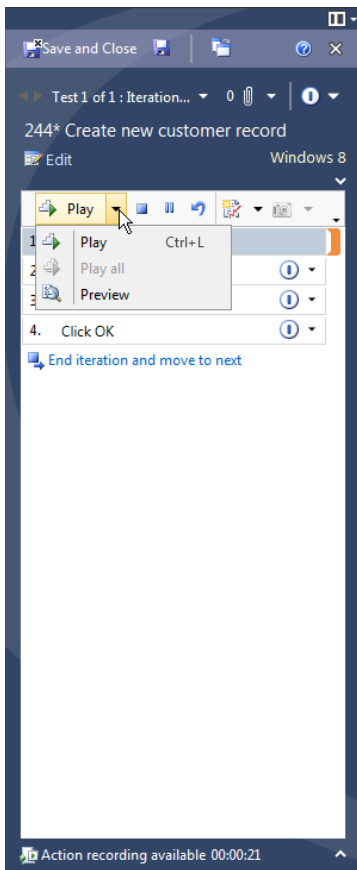 Save and Close
Test 1 of 1 : Iteration... 0
244* Create new customer record
Edit Windows 8
Play
1
Play Ctrl+L
2
Play all
3
Preview
4. Click OK
End iteration and move to next
Action recording available 00:00:21